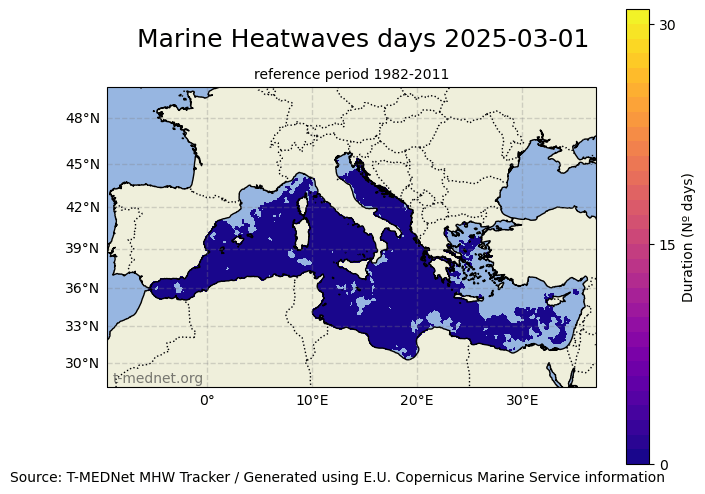 Marine Heatwaves days 2025-03-01
reference period 1982-2011
48°N
45°N
42°N
39°N
36°N
33°N
30°N
t-mednet.org
0°
10°E
20°E
30°E
30
15
0
Duration (Nº days)
Source: T-MEDNet MHW Tracker / Generated using E.U. Copernicus Marine Service information